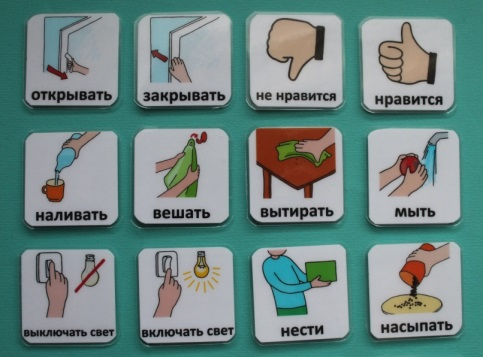 открывать
закрывать
не нравится
нравится
наливать
вешать
вытирать
мыть
выключать свет
включать свет
нести
насыпать